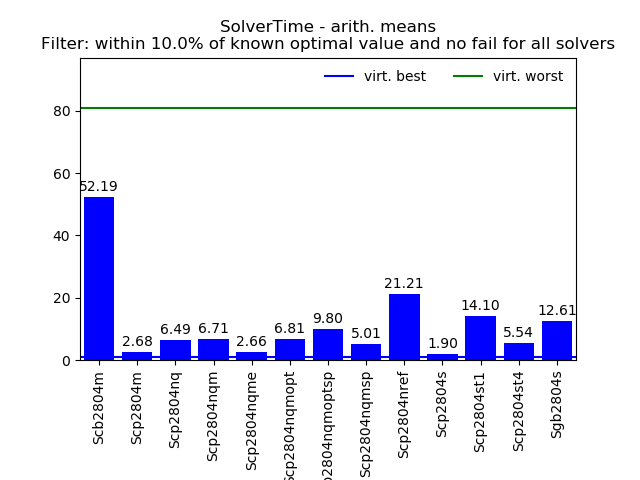 SolverTime - arith. means
Filter: within 10.0% of known optimal value and no fail for all solvers
virt. best
virt. worst
80
60
40
20
0
52.19
2.68
6.49
6.71
2.66
6.81
9.80
5.01
21.21
1.90
14.10
5.54
12.61
Scb2804m
Scp2804m
Scp2804nq
Scp2804nqm
Scp2804nqme
Scp2804nqmopt
p2804nqmoptsp
Scp2804nqmsp
Scp2804nref
Scp2804s
Scp2804st1
Scp2804st4
Sgb2804s